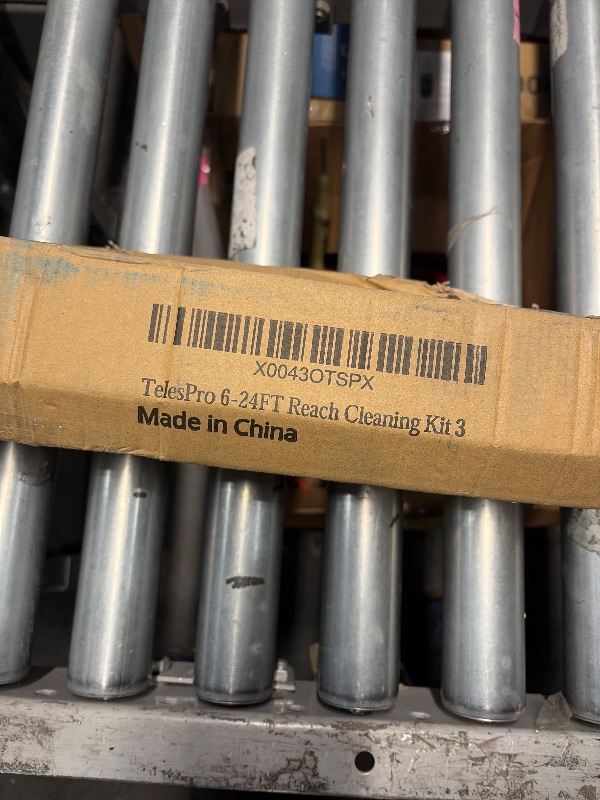 X0043OTSPX
TelesPro 6-24FT Reach Cleaning Kit 3
Made in China